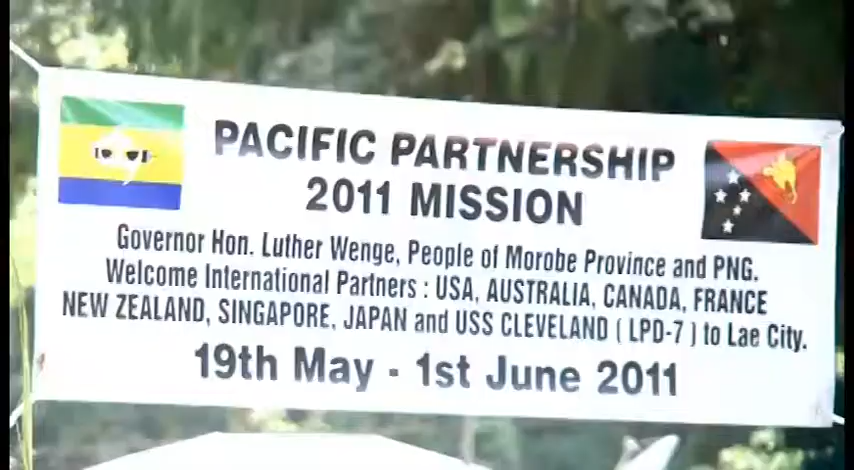 PACIFIC PARTNERSHIP
2011 MISSION
Governor Hon. Luther Wenge, People of Morobe Province and PNG.
Welcome International Partners : USA, AUSTRALIA, CANADA, FRANCE
NEW ZEALAND, SINGAPORE, JAPAN and USS CLEVELAND ( LPD-7 ) to Lae City.
19th May - 1st June 2011